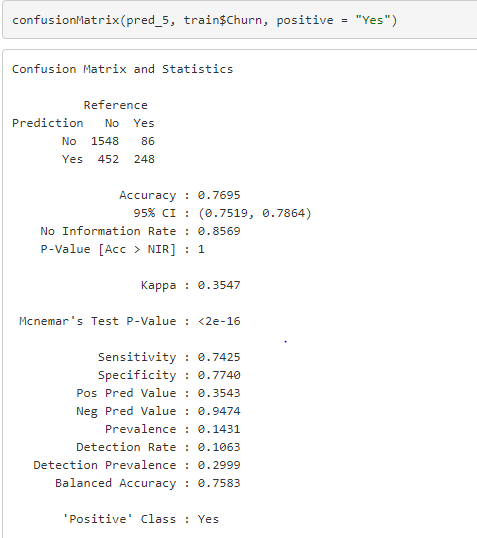 confusionMatrix(pred_5, train$Churn, positive = "Yes")
Confusion Matrix and Statistics
Reference
Prediction No Yes
No 1548 86
Yes 452 248
Accuracy : 0.7695
95% CI : (0.7519, 0.7864)
No Information Rate : 0.8569
P-Value [Acc > NIR] : 1
Kappa : 0.3547
Mcnemar's Test P-Value : <2e-16
Sensitivity : 0.7425
Specificity : 0.7740
Pos Pred Value : 0.3543
Neg Pred Value : 0.9474
Prevalence : 0.1431
Detection Rate : 0.1063
Detection Prevalence : 0.2999
Balanced Accuracy : 0.7583
'Positive' Class : Yes